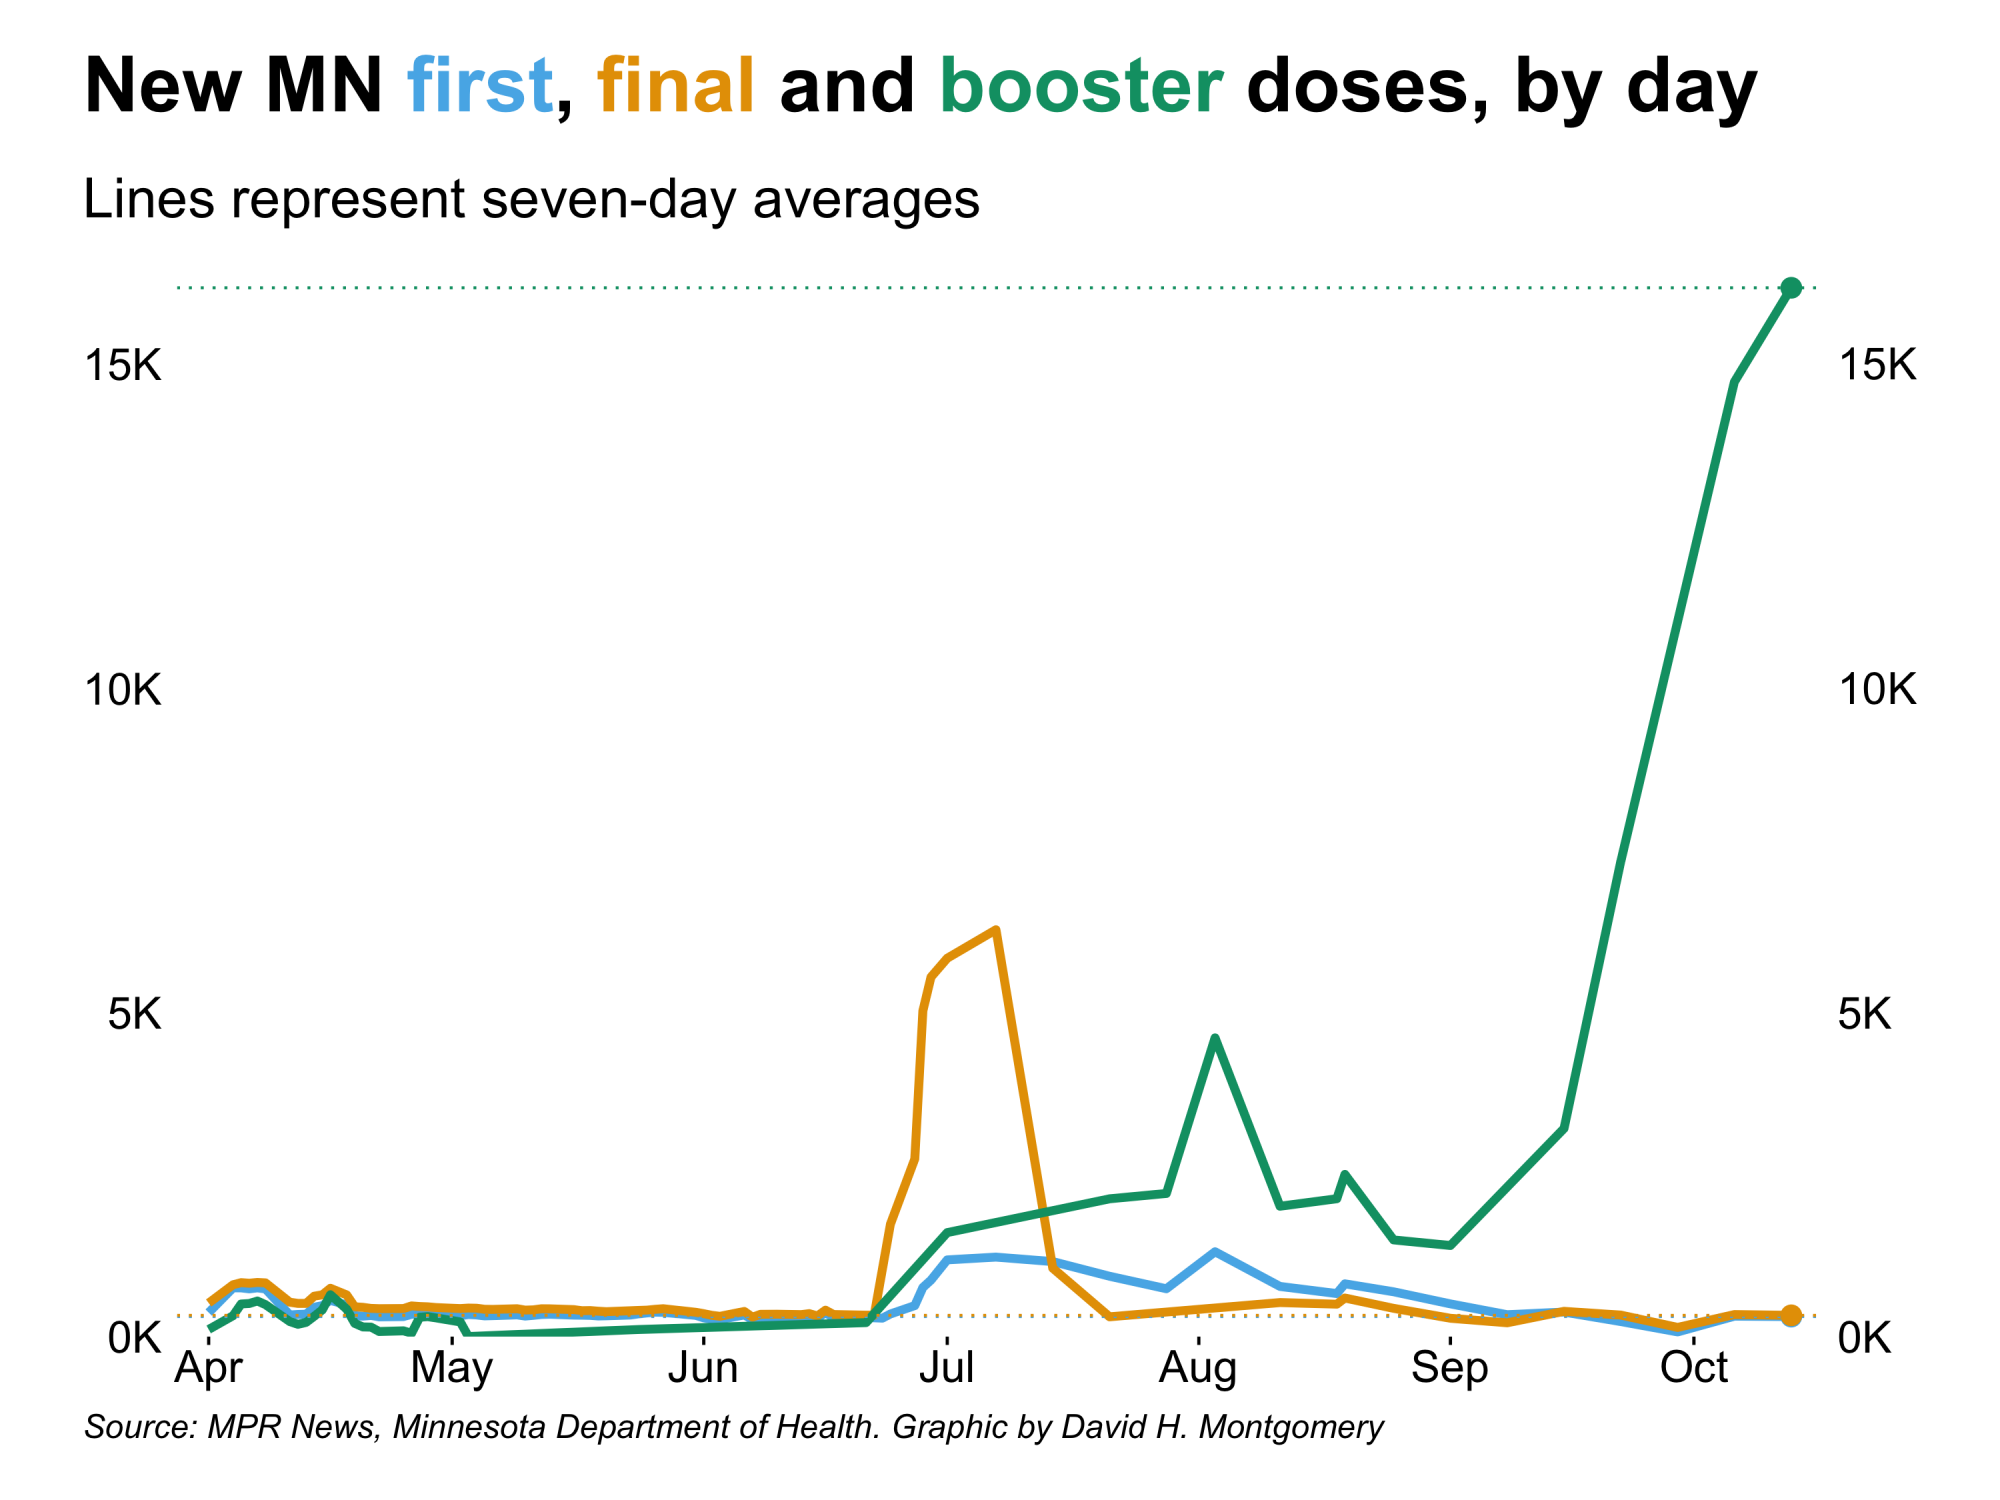 New MN first, final and booster doses, by day
Lines represent seven-day averages
15K 15K
10K 10K
5K 5K
0K 0K
Apr May Jun Jul Aug Sep Oct
Source: MPR News, Minnesota Department of Health. Graphic by David H. Montgomery